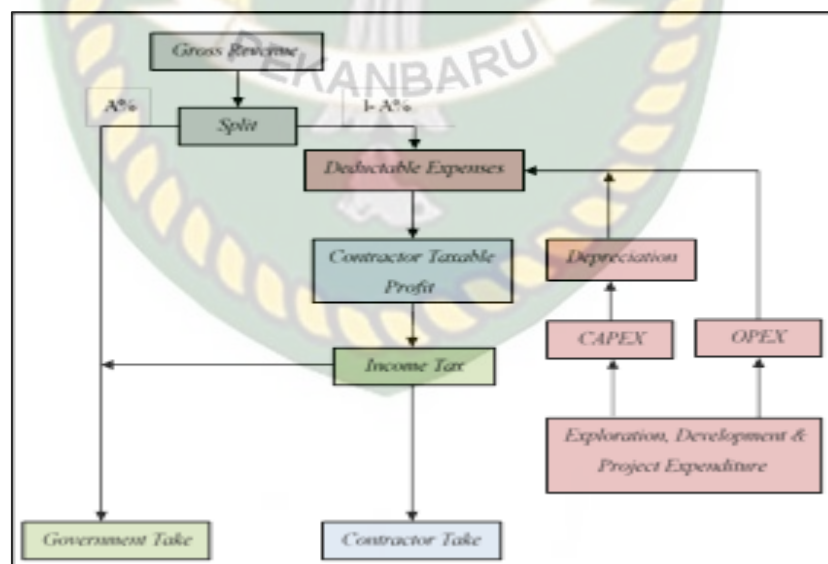 Gross Revenue
PEKANBARU
A%
1- A%
Split
Deductable Expenses
Contractor Taxable
Profit
Depreciation
CAPEX
OPEX
Income Tax
Exploration, Development &
Project Expenditure
Government Take
Contractor Take